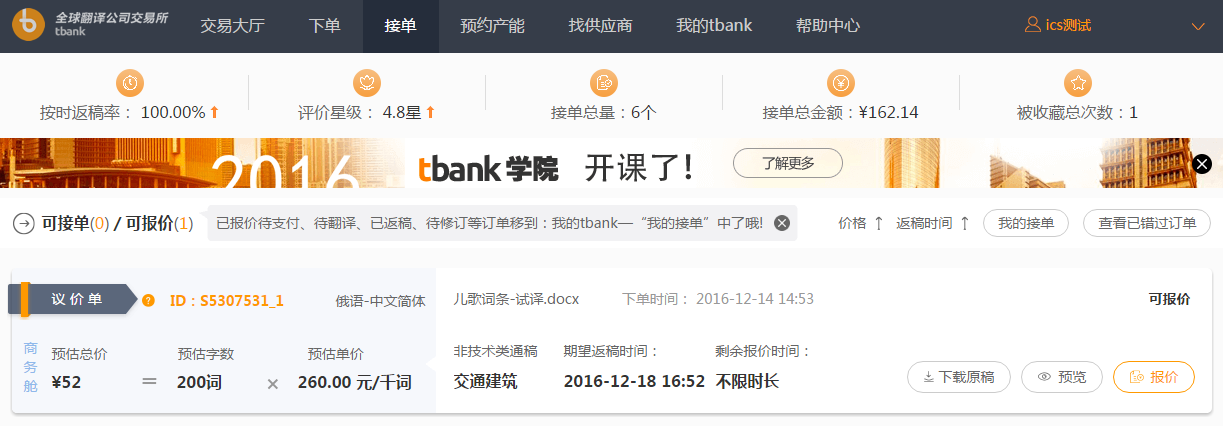 全球翻译公司交易所
tbank
交易大厅 下单 接单 预约产能 找供应商 我的tbank 帮助中心 ics测试
按时返稿率： 100.00% 评价星级： 4.8星 接单总量：6个 接单总金额：¥162.14 被收藏总次数：1
2016 tbank 学院 开课了! 了解更多
可接单(0) / 可报价(1) 已报价待支付、待翻译、已返稿、待修订等订单移到：我的tbank—“我的接单”中了哦! 价格 ↑ 返稿时间 ↑ 我的接单 查看已错过订单
议价单 ? ID：S5307531_1 俄语-中文简体 儿歌词条-试译.docx 下单时间： 2016-12-14 14:53 可报价
商务舱 预估总价 预估字数 预估单价 非技术类通稿 期望返稿时间： 剩余报价时间：
¥52 = 200词 × 260.00 元/千词 交通建筑 2016-12-18 16:52 不限时长 下载原稿 预览 报价